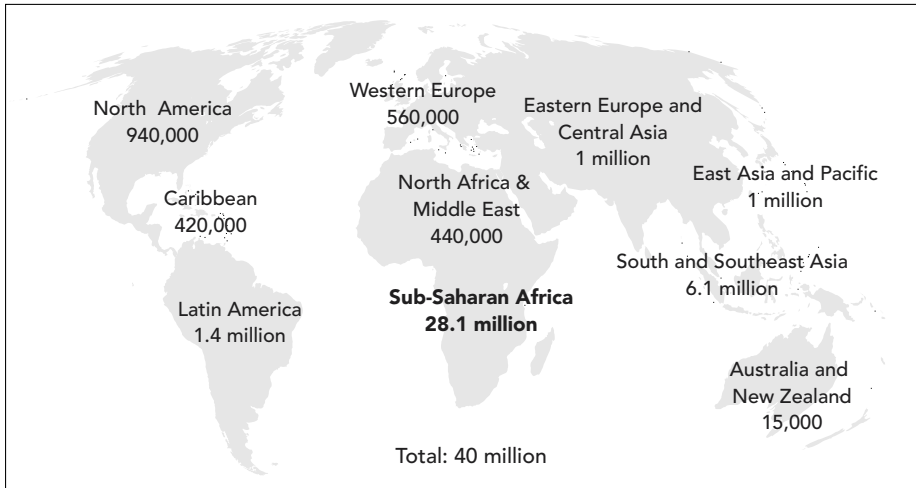 North America
940,000
Western Europe
560,000
Eastern Europe and
Central Asia
1 million
Caribbean
420,000
North Africa &
Middle East
440,000
East Asia and Pacific
1 million
South and Southeast Asia
6.1 million
Latin America
1.4 million
Sub-Saharan Africa
28.1 million
Australia and
New Zealand
15,000
Total: 40 million